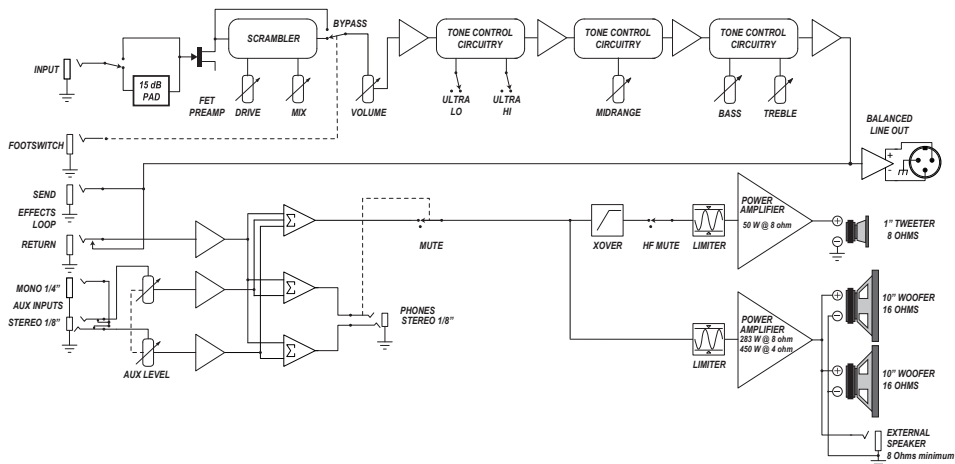 BYPASS
SCRAMBLER
TONE CONTROL
CIRCUITRY
TONE CONTROL
CIRCUITRY
TONE CONTROL
CIRCUITRY
INPUT
15 dB
PAD
FET
PREAMP
DRIVE
MIX
VOLUME
ULTRA
LO
ULTRA
HI
MIDRANGE
BASS
TREBLE
BALANCED
LINE OUT
+
-
FOOTSWITCH
SEND
EFFECTS
LOOP
RETURN
Σ
MUTE
XOVER
HF MUTE
LIMITER
POWER
AMPLIFIER
50 W @ 8 ohm
1” TWEETER
8 OHMS
MONO 1/4”
AUX INPUTS
STEREO 1/8”
AUX LEVEL
Σ
Σ
PHONES
STEREO 1/8”
LIMITER
POWER
AMPLIFIER
283 W @ 8 ohm
450 W @ 4 ohm
10” WOOFER
16 OHMS
10” WOOFER
16 OHMS
EXTERNAL
SPEAKER
8 Ohms minimum